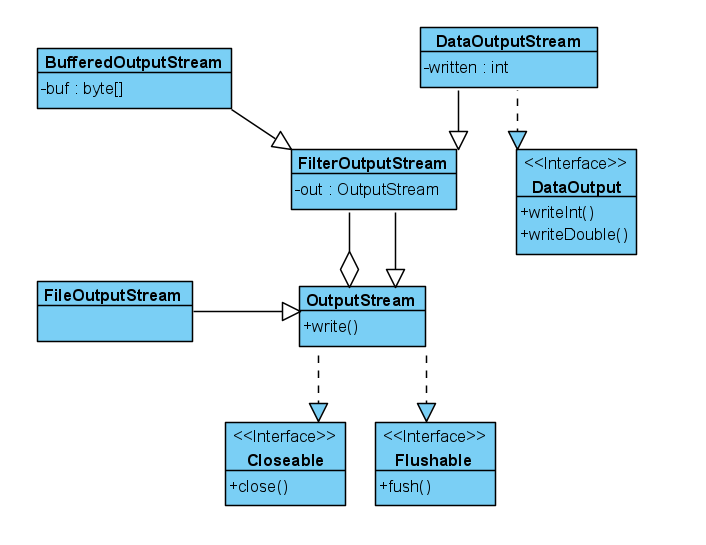 DataOutputStream
-written : int
BufferedOutputStream
-buf : byte[]
FilterOutputStream
-out : OutputStream
<<Interface>>
DataOutput
+writeInt()
+writeDouble()
FileOutputStream
OutputStream
+write()
<<Interface>>
Closeable
+close()
<<Interface>>
Flushable
+fush()